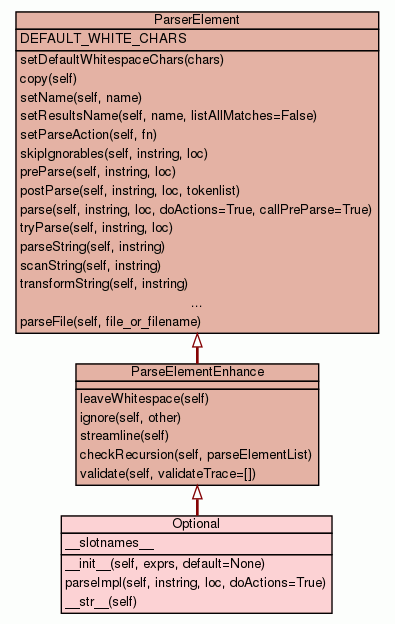 ParserElement
DEFAULT_WHITE_CHARS
setDefaultWhitespaceChars(chars)
copy(self)
setName(self, name)
setResultsName(self, name, listAllMatches=False)
setParseAction(self, fn)
skipIgnorables(self, instring, loc)
preParse(self, instring, loc)
postParse(self, instring, loc, tokenlist)
parse(self, instring, loc, doActions=True, callPreParse=True)
tryParse(self, instring, loc)
parseString(self, instring)
scanString(self, instring)
transformString(self, instring)
...
parseFile(self, file_or_filename)
ParseElementEnhance
leaveWhitespace(self)
ignore(self, other)
streamline(self)
checkRecursion(self, parseElementList)
validate(self, validateTrace=[])
Optional
__slotnames__
__init__(self, exprs, default=None)
parseImpl(self, instring, loc, doActions=True)
__str__(self)